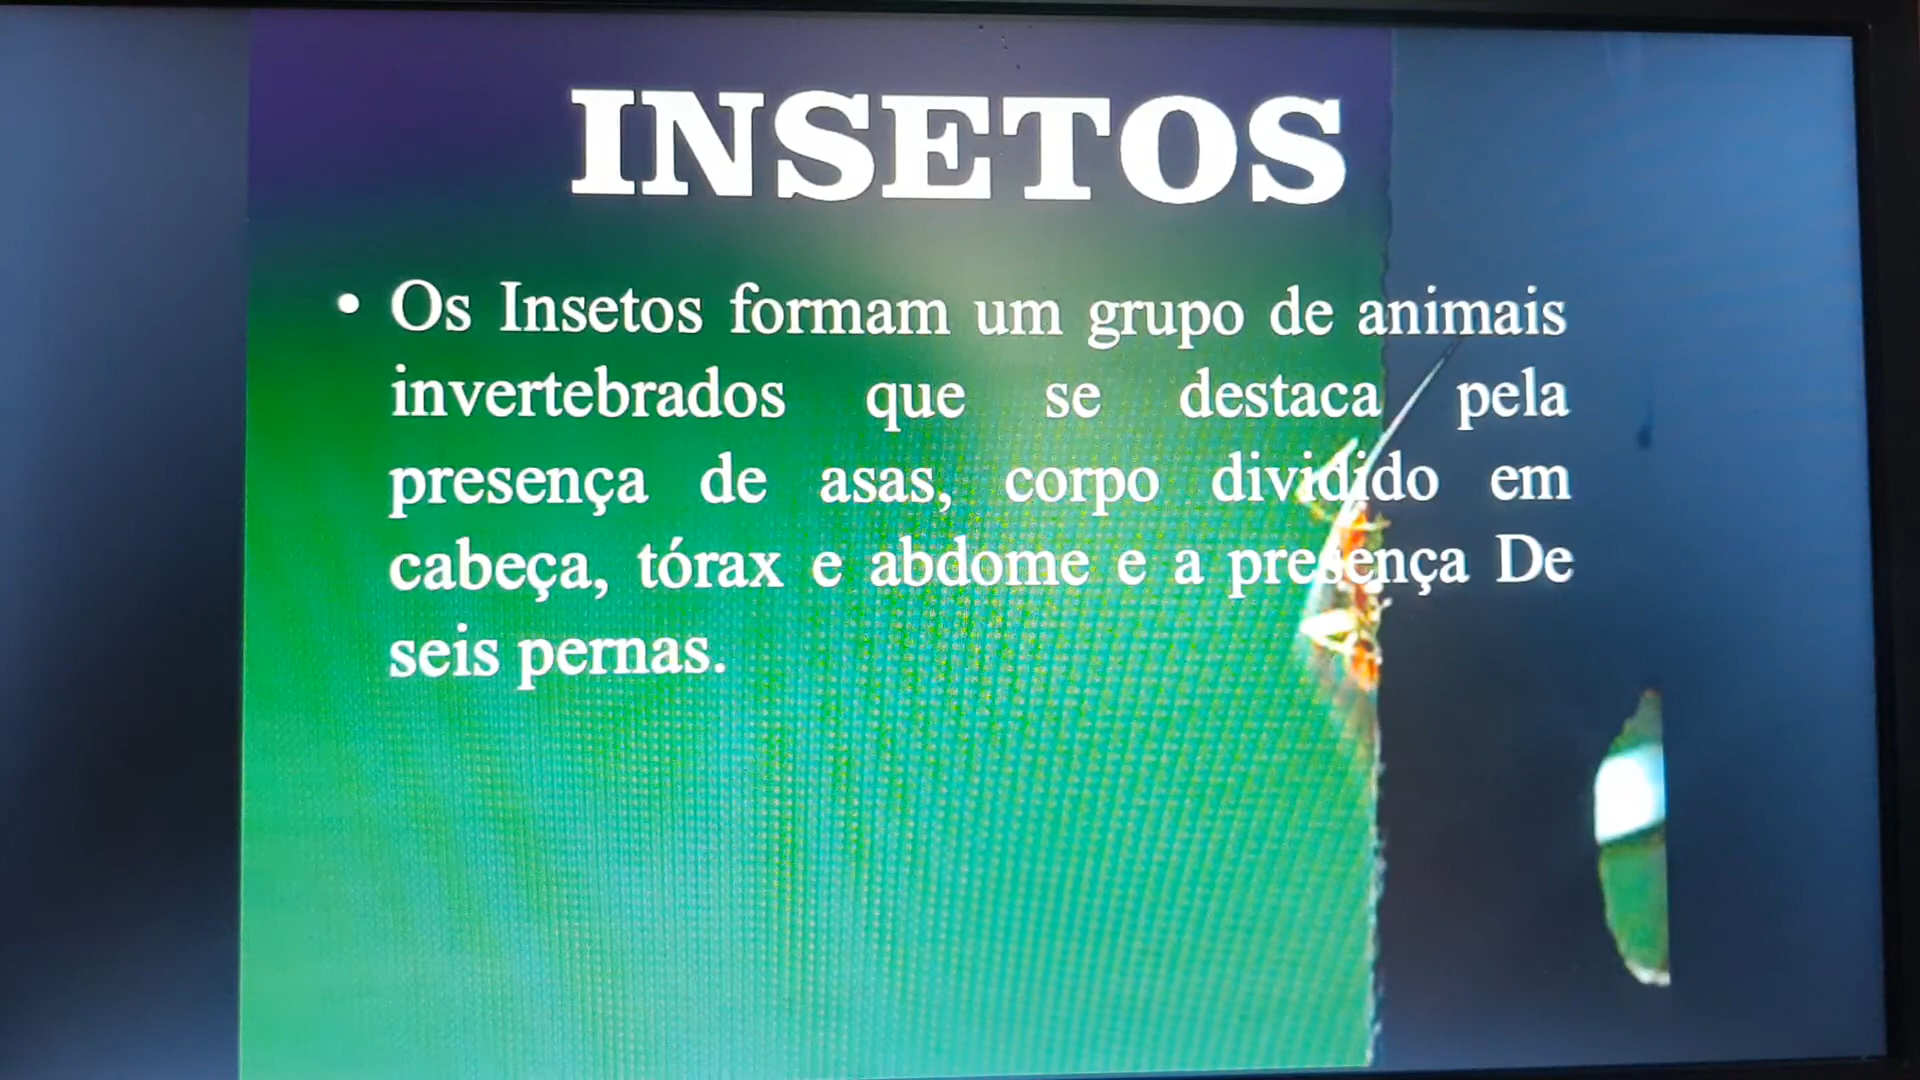 INSETOS
• Os Insetos formam um grupo de animais
invertebrados que se destaca pela
presença de asas, corpo dividido em
cabeça, tórax e abdome e a presença De
seis pernas.